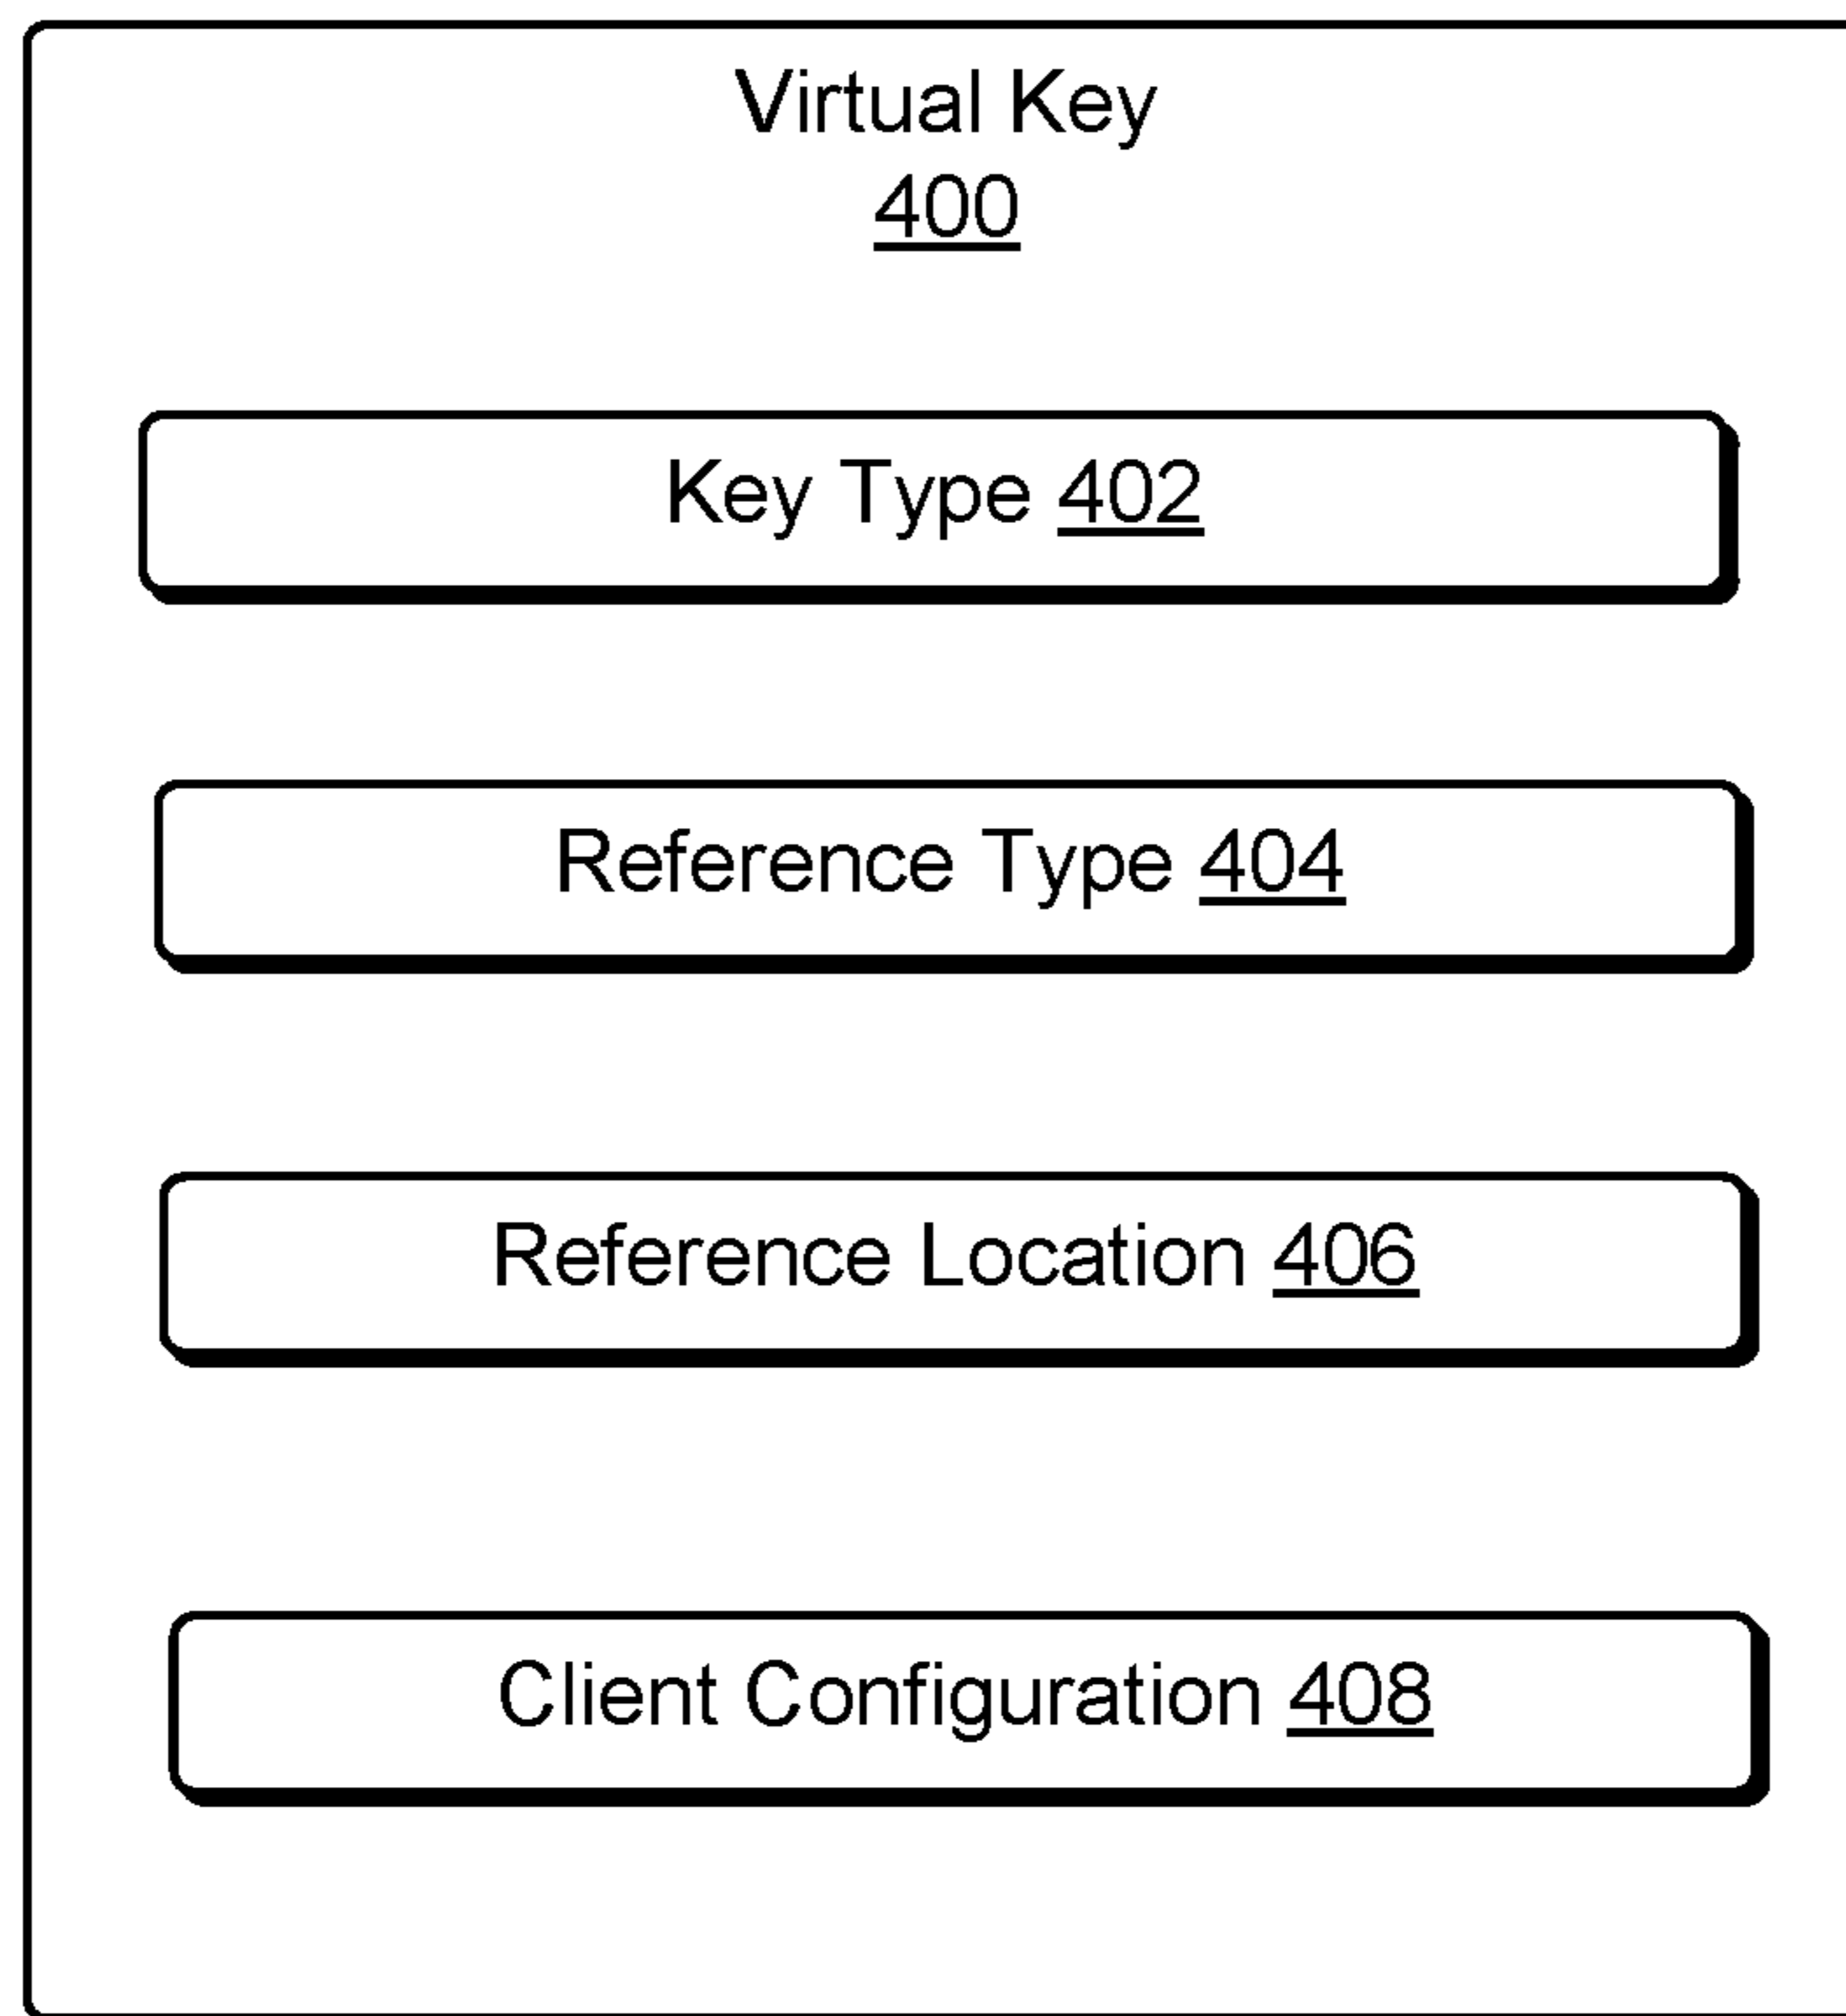 Virtual Key
400
Key Type 402
Reference Type 404
Reference Location 406
Client Configuration 408